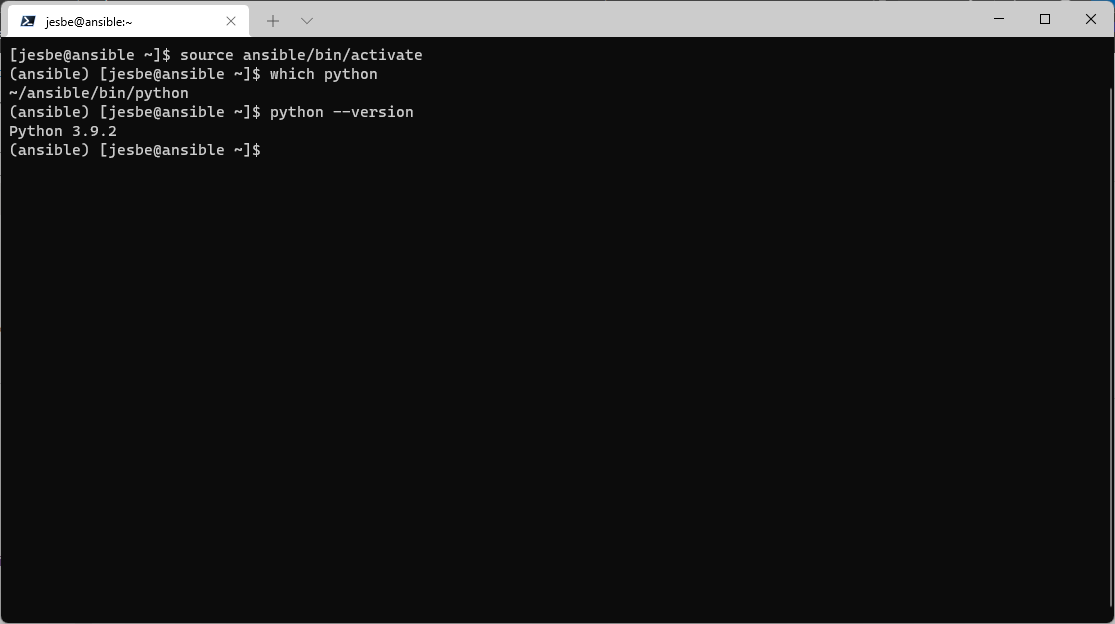 jesbe@ansible:~
[jesbe@ansible ~]$ source ansible/bin/activate
(ansible) [jesbe@ansible ~]$ which python
~/ansible/bin/python
(ansible) [jesbe@ansible ~]$ python --version
Python 3.9.2
(ansible) [jesbe@ansible ~]$